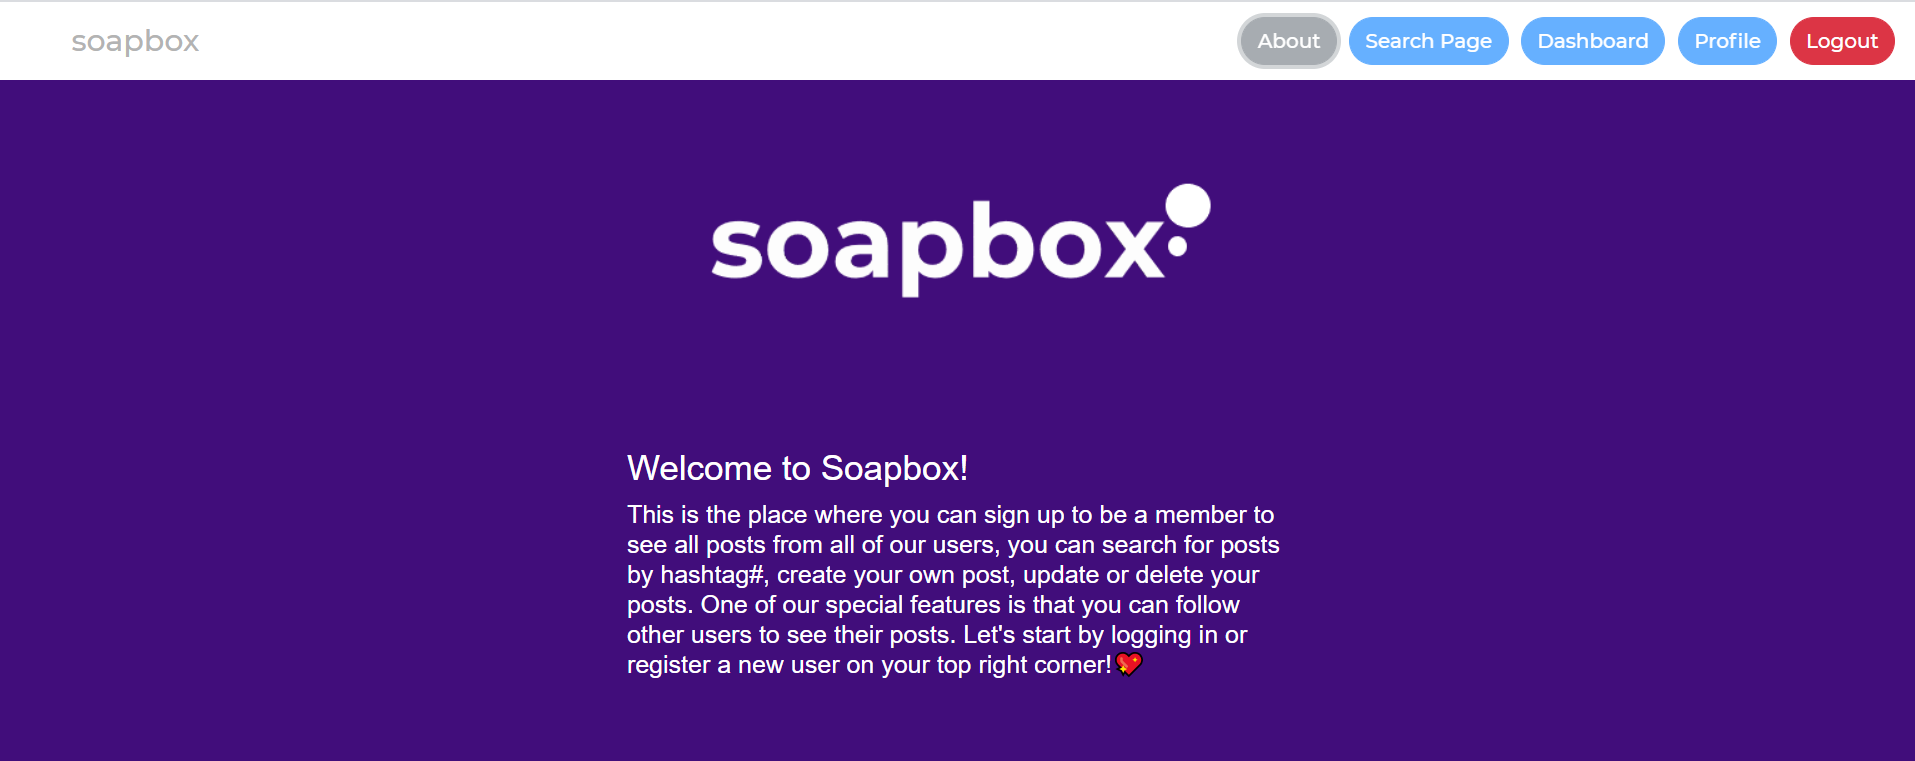 soapbox
About Search Page Dashboard Profile Logout
soapbox
Welcome to Soapbox!
This is the place where you can sign up to be a member to
see all posts from all of our users, you can search for posts
by hashtag#, create your own post, update or delete your
posts. One of our special features is that you can follow
other users to see their posts. Let's start by logging in or
register a new user on your top right corner!💖